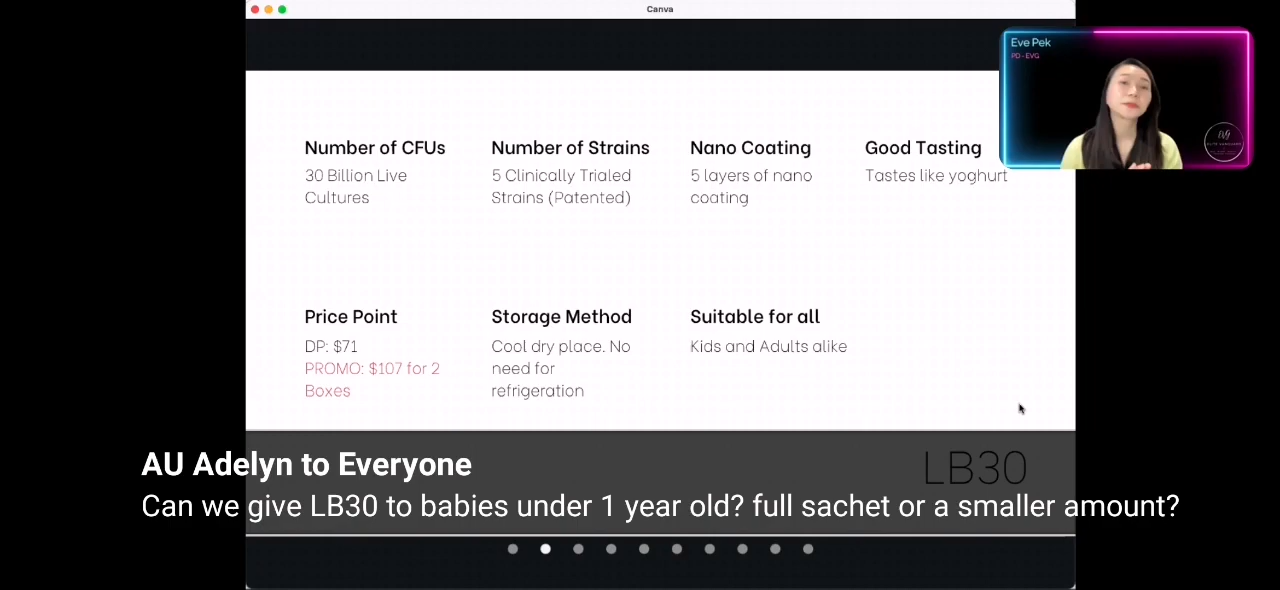 Canva
Eve Pek
PD - EVG
Number of CFUs
30 Billion Live
Cultures
Number of Strains
5 Clinically Trialed
Strains (Patented)
Nano Coating
5 layers of nano
coating
Good Tasting
Tastes like yoghurt
EVG
Price Point
DP: $71
PROMO: $107 for 2
Boxes
Storage Method
Cool dry place. No
need for
refrigeration
Suitable for all
Kids and Adults alike
LB30
AU Adelyn to Everyone
Can we give LB30 to babies under 1 year old? full sachet or a smaller amount?